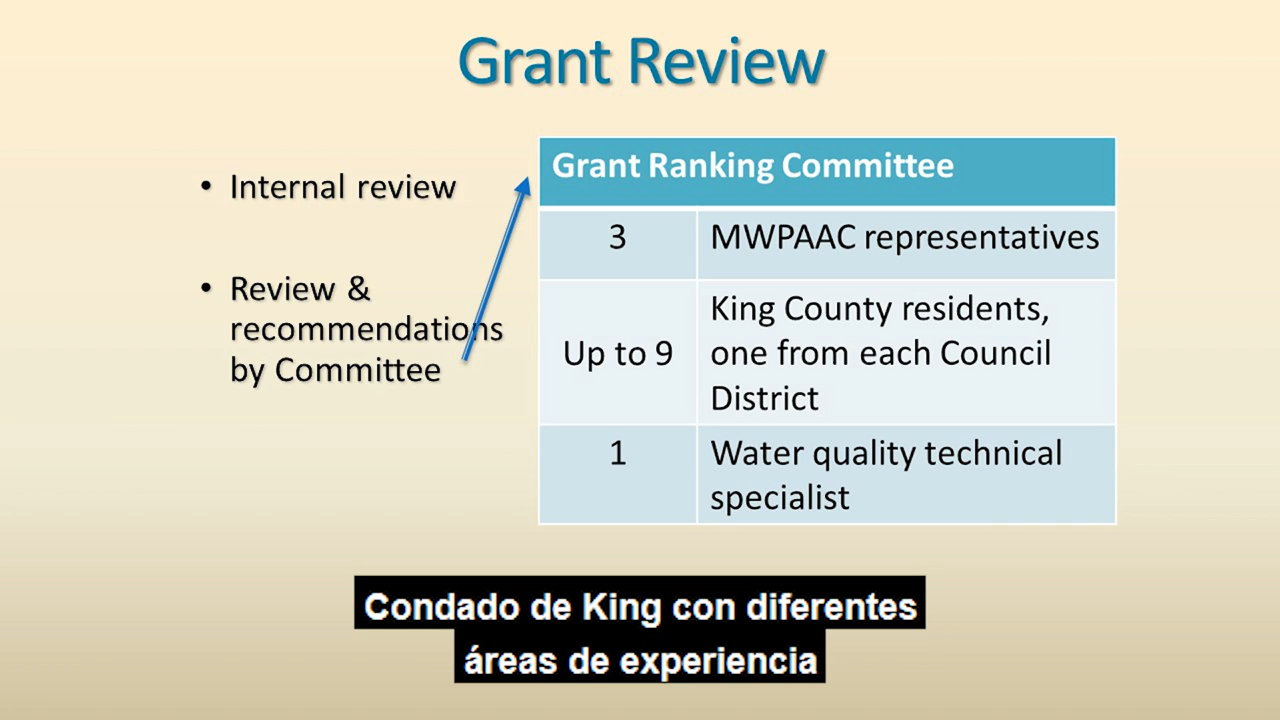 Grant Review
• Internal review
• Review &
recommendations
by Committee
Grant Ranking Committee
3 MWPAAC representatives
Up to 9 King County residents,
one from each Council
District
1 Water quality technical
specialist
Condado de King con diferentes
áreas de experiencia